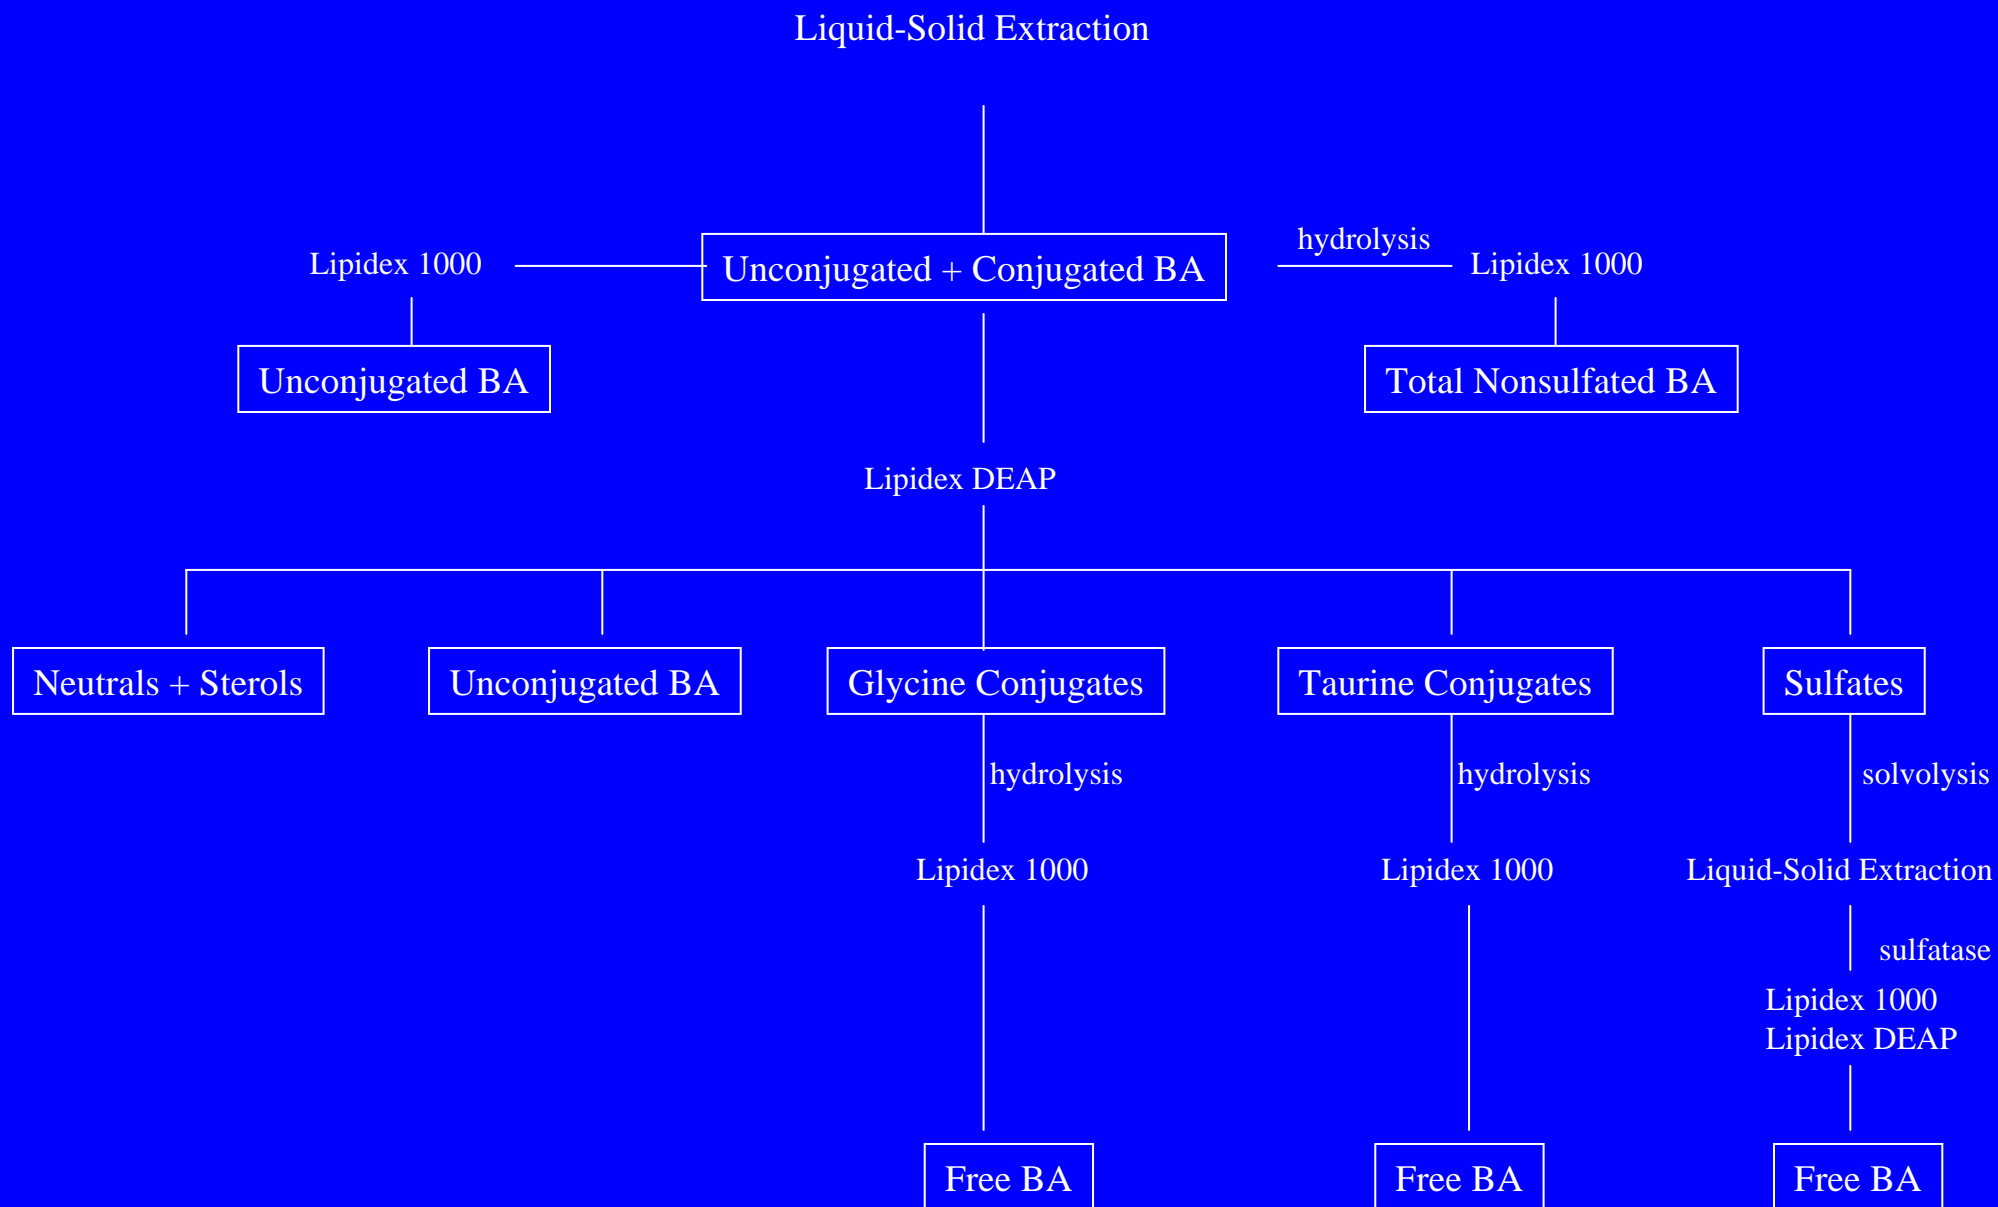 Liquid-Solid Extraction
hydrolysis
Lipidex 1000
Unconjugated + Conjugated BA
Lipidex 1000
Unconjugated BA
Total Nonsulfated BA
Lipidex DEAP
Neutrals + Sterols
Unconjugated BA
Glycine Conjugates
Taurine Conjugates
Sulfates
hydrolysis
hydrolysis
solvolysis
Lipidex 1000
Lipidex 1000
Liquid-Solid Extraction
sulfatase
Lipidex 1000
Lipidex DEAP
Free BA
Free BA
Free BA